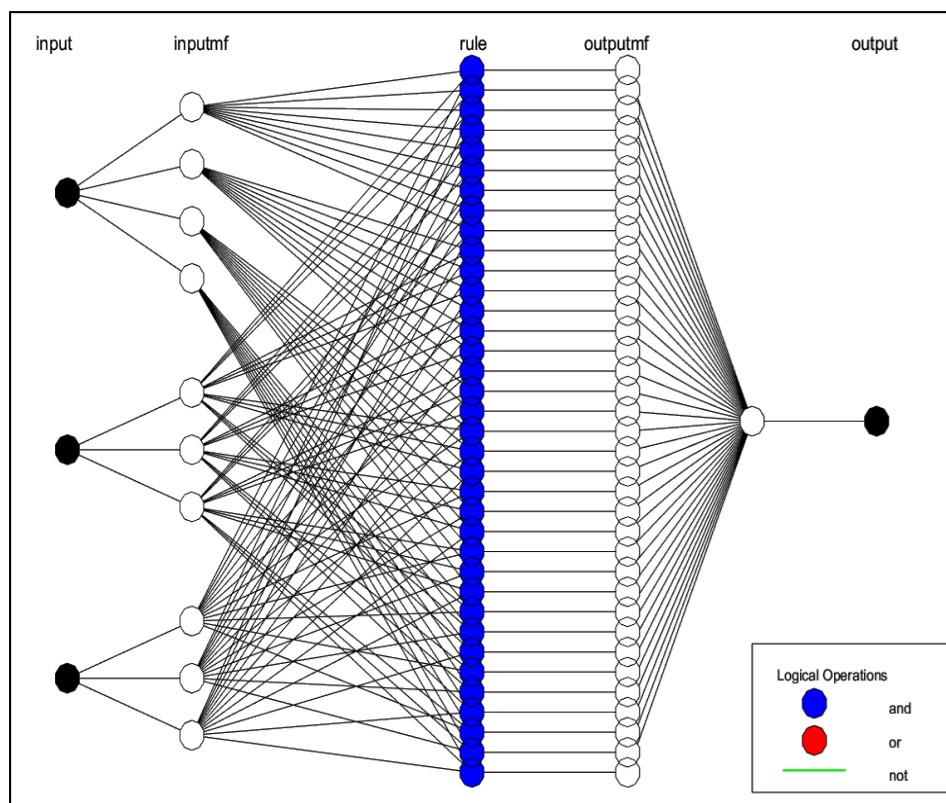 input inputmf rule outputmf output
Logical Operations
and
or
not